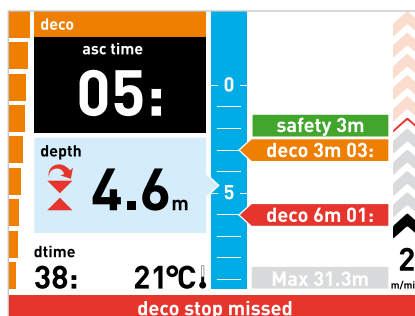 deco
asc time
05:
depth
4.6m
dtime
38:
21°C
0
5
safety 3m
deco 3m 03:
deco 6m 01:
Max 31.3m
2
m/mi
deco stop missed